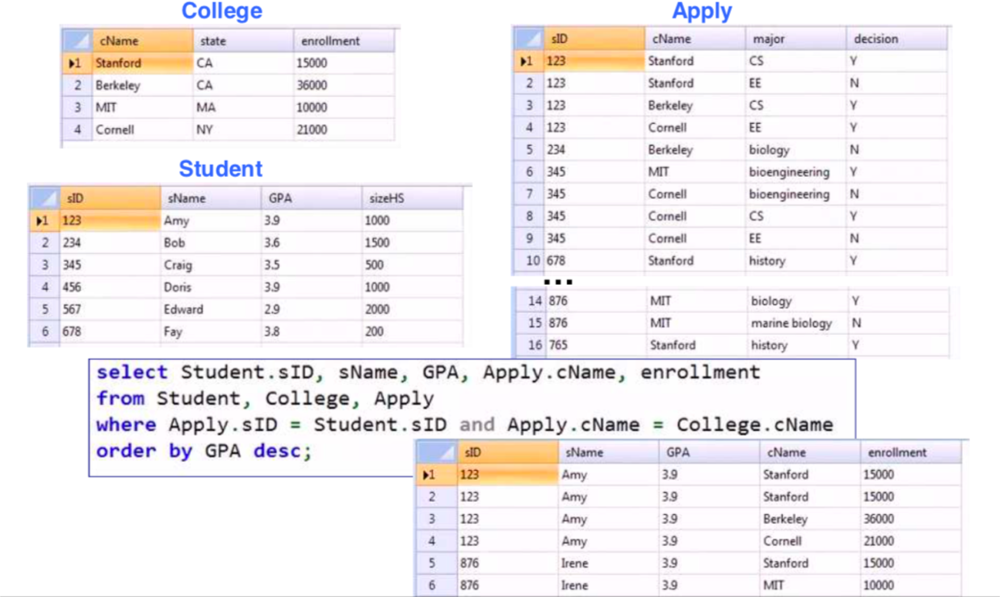 College
cName state enrollment
1 Stanford CA 15000
2 Berkeley CA 36000
3 MIT MA 10000
4 Cornell NY 21000
Student
sID sName GPA sizeHS
1 123 Amy 3.9 1000
2 234 Bob 3.6 1500
3 345 Craig 3.5 500
4 456 Doris 3.9 1000
5 567 Edward 2.9 2000
6 678 Fay 3.8 200
Apply
sID cName major decision
1 123 Stanford CS Y
2 123 Stanford EE N
3 123 Berkeley CS Y
4 123 Cornell EE Y
5 234 Berkeley biology N
6 345 MIT bioengineering Y
7 345 Cornell bioengineering N
8 345 Cornell CS Y
9 345 Cornell EE N
10 678 Stanford history Y
...
14 876 MIT biology Y
15 876 MIT marine biology N
16 765 Stanford history Y
select Student.sID, sName, GPA, Apply.cName, enrollment
from Student, College, Apply
where Apply.sID = Student.sID and Apply.cName = College.cName
order by GPA desc;
sID sName GPA cName enrollment
1 123 Amy 3.9 Stanford 15000
2 123 Amy 3.9 Stanford 15000
3 123 Amy 3.9 Berkeley 36000
4 123 Amy 3.9 Cornell 21000
5 876 Irene 3.9 Stanford 15000
6 876 Irene 3.9 MIT 10000